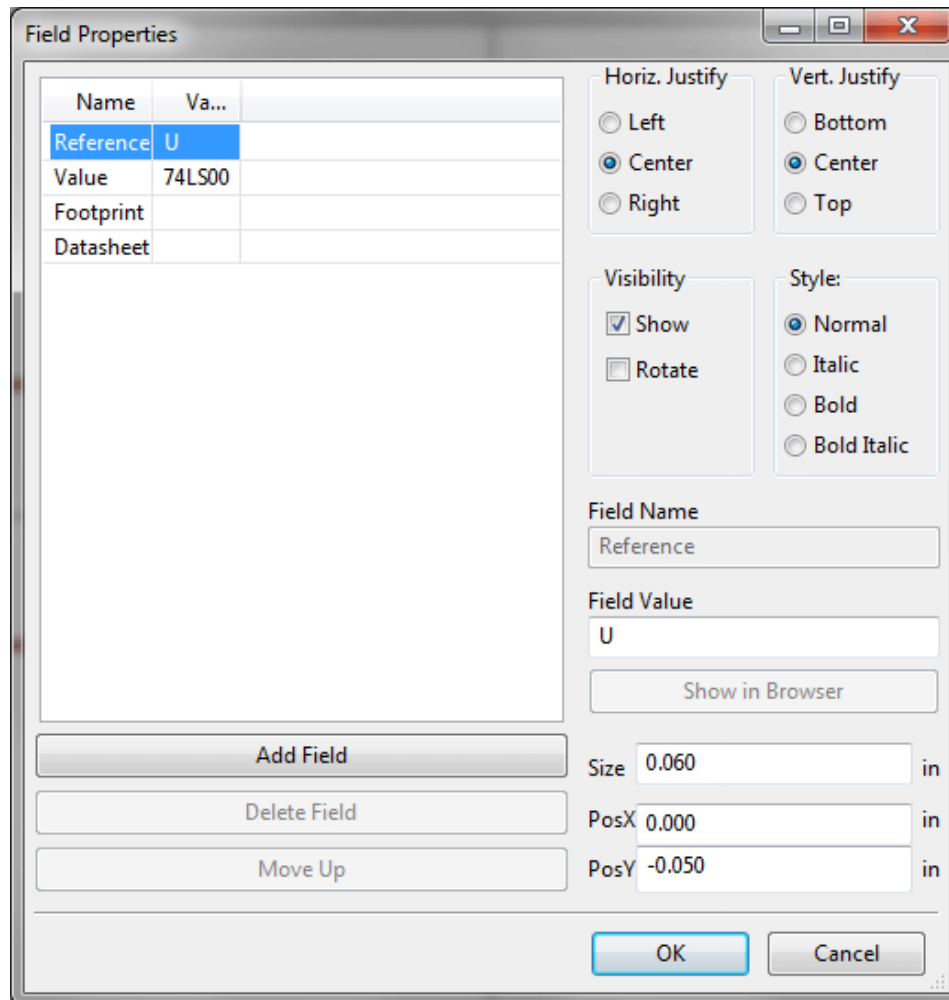 Field Properties
Name Va...
Reference U
Value 74LS00
Footprint
Datasheet
Add Field
Delete Field
Move Up
Horiz. Justify
Left
Center
Right
Vert. Justify
Bottom
Center
Top
Visibility
Show
Rotate
Style:
Normal
Italic
Bold
Bold Italic
Field Name
Reference
Field Value
U
Show in Browser
Size 0.060 in
PosX 0.000 in
PosY -0.050 in
OK Cancel